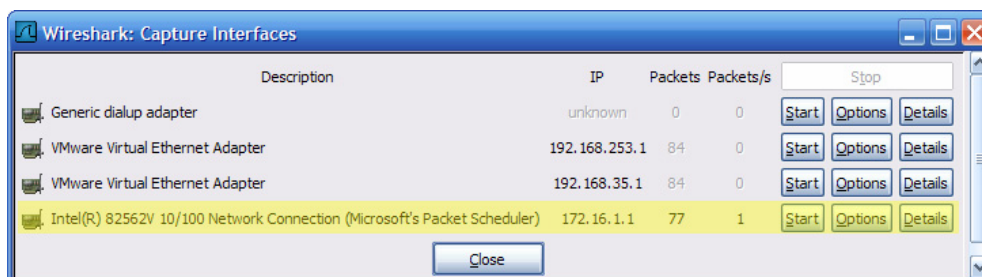 Wireshark: Capture Interfaces
Description IP Packets Packets/s Stop
Generic dialup adapter unknown 0 0 Start Options Details
VMware Virtual Ethernet Adapter 192.168.253.1 84 0 Start Options Details
VMware Virtual Ethernet Adapter 192.168.35.1 84 0 Start Options Details
Intel(R) 82562V 10/100 Network Connection (Microsoft's Packet Scheduler) 172.16.1.1 77 1 Start Options Details
Close